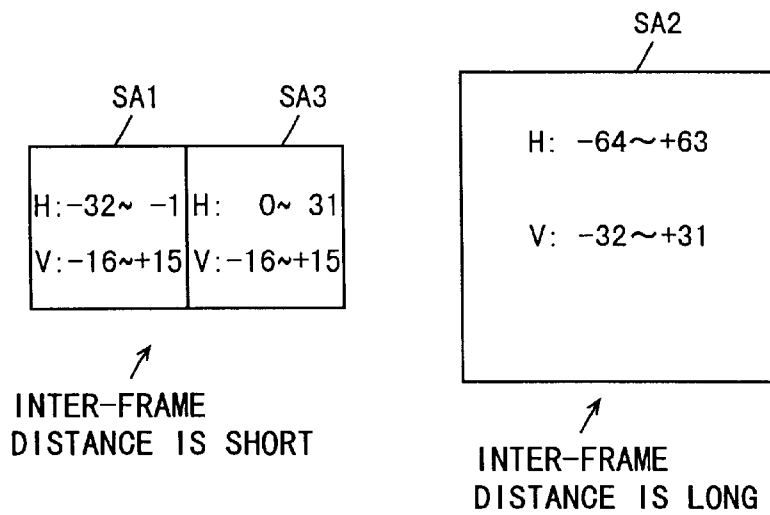 SA1
SA3
H:-32~ -1
H: 0~ 31
V:-16~+15
V:-16~+15
INTER-FRAME
DISTANCE IS SHORT
SA2
H: -64~+63
V: -32~+31
INTER-FRAME
DISTANCE IS LONG